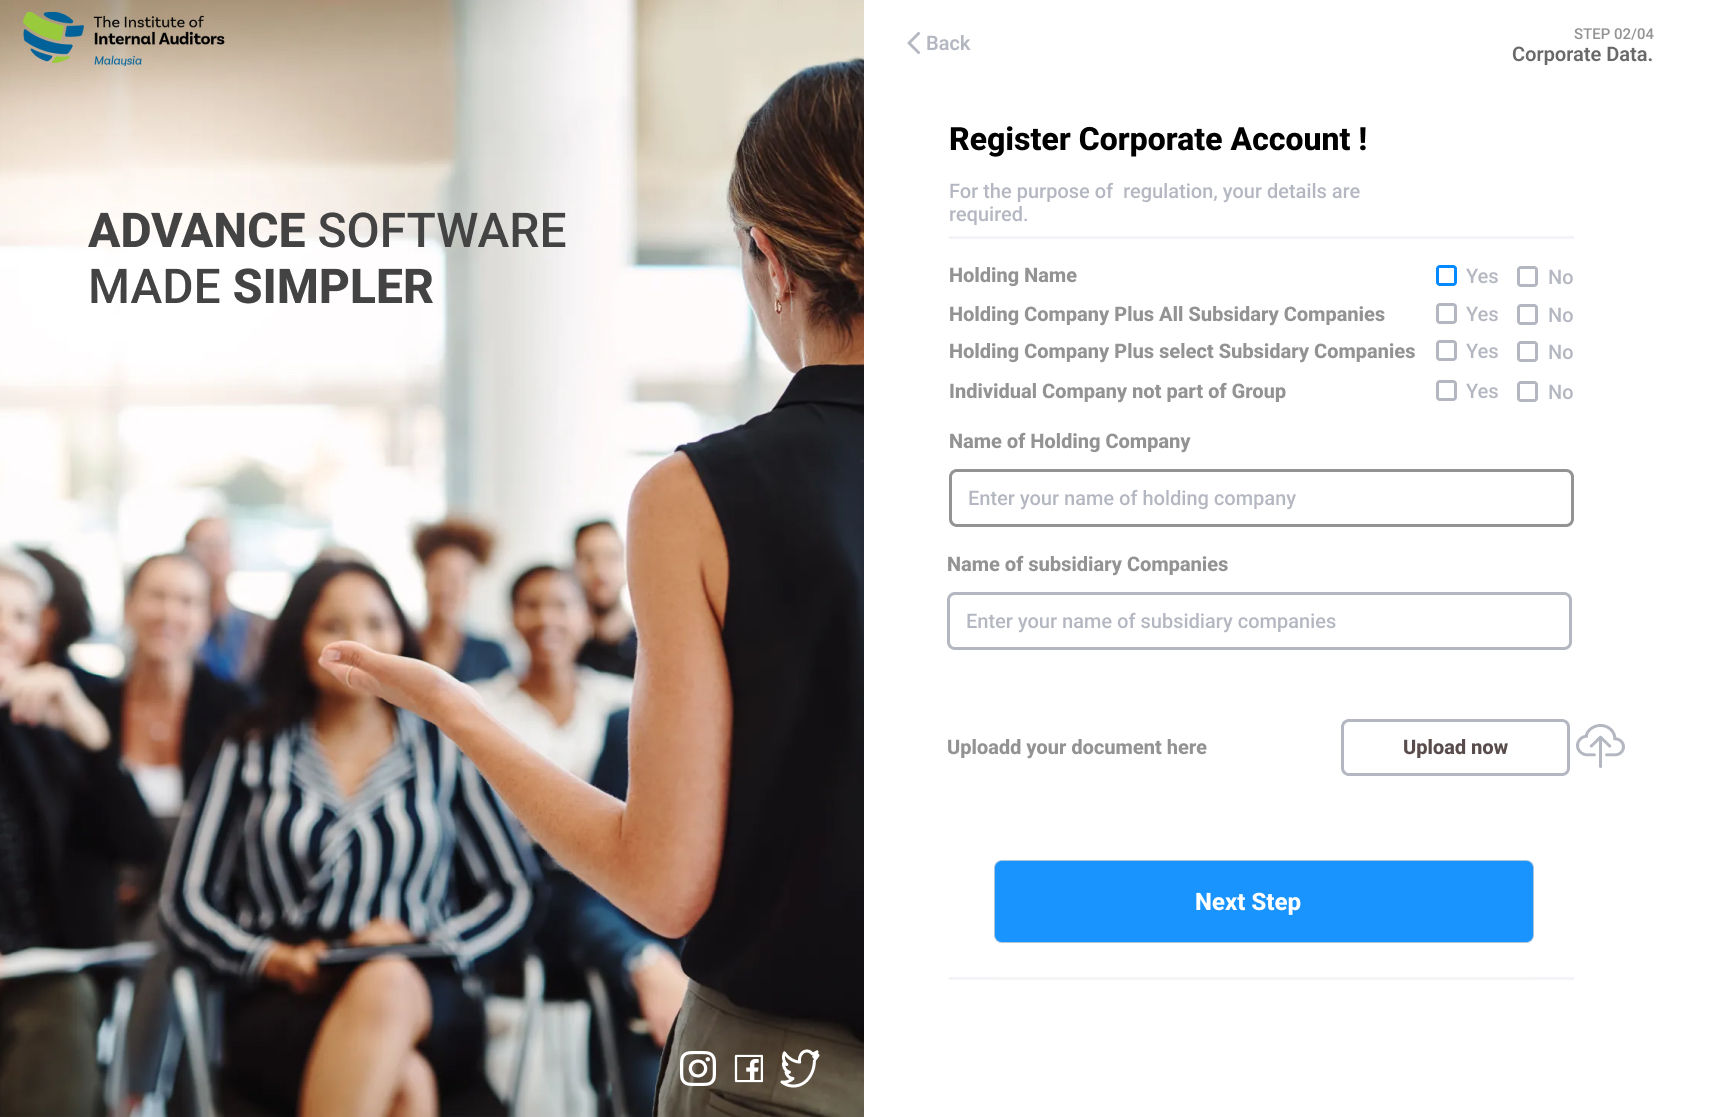 The Institute of
Internal Auditors
Malaysia
ADVANCE SOFTWARE
MADE SIMPLER
Back
STEP 02/04
Corporate Data.
Register Corporate Account !
For the purpose of  regulation, your details are
required.
Holding Name Yes No
Holding Company Plus All Subsidary Companies Yes No
Holding Company Plus select Subsidary Companies Yes No
Individual Company not part of Group Yes No
Name of Holding Company
Enter your name of holding company
Name of subsidiary Companies
Enter your name of subsidiary companies
Uploadd your document here Upload now
Next Step